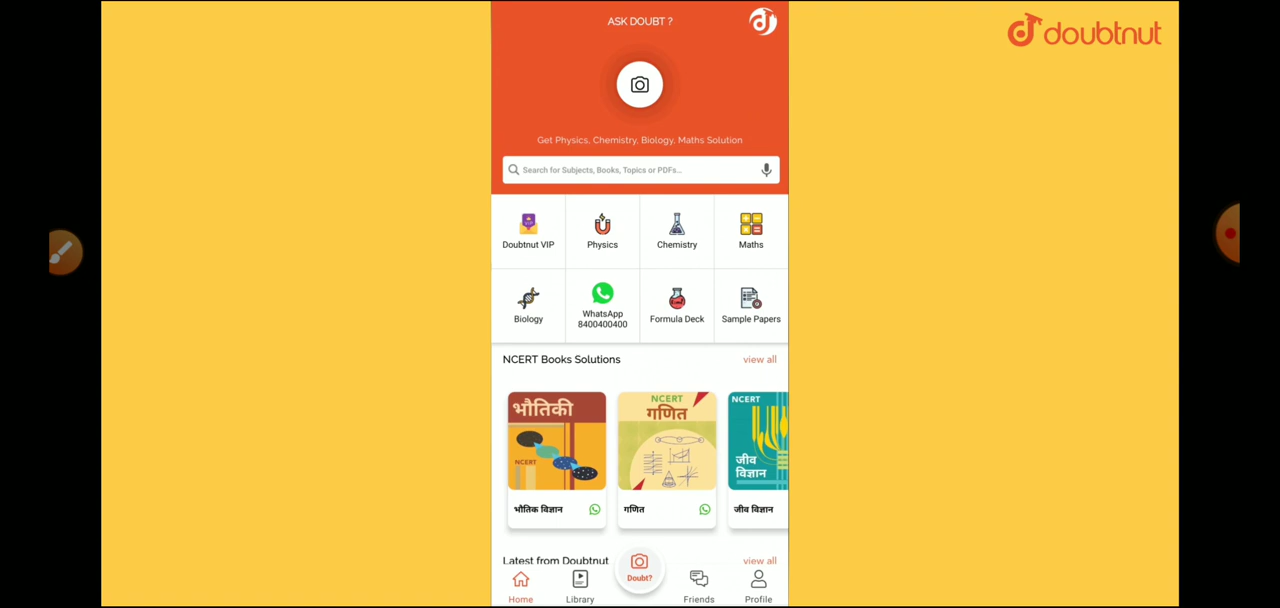 ASK DOUBT ?
doubtnut
Get Physics, Chemistry, Biology, Maths Solution
Search for Subjects, Books, Topics or PDFs...
Doubtnut VIP
Physics
Chemistry
Maths
Biology
WhatsApp
8400400400
Formula Deck
Sample Papers
NCERT Books Solutions
view all
भौतिकी
NCERT
भौतिक विज्ञान
NCERT
गणित
गणित
NCERT
जीव
विज्ञान
जीव विज्ञान
Latest from Doubtnut
view all
Doubt?
Home
Library
Friends
Profile